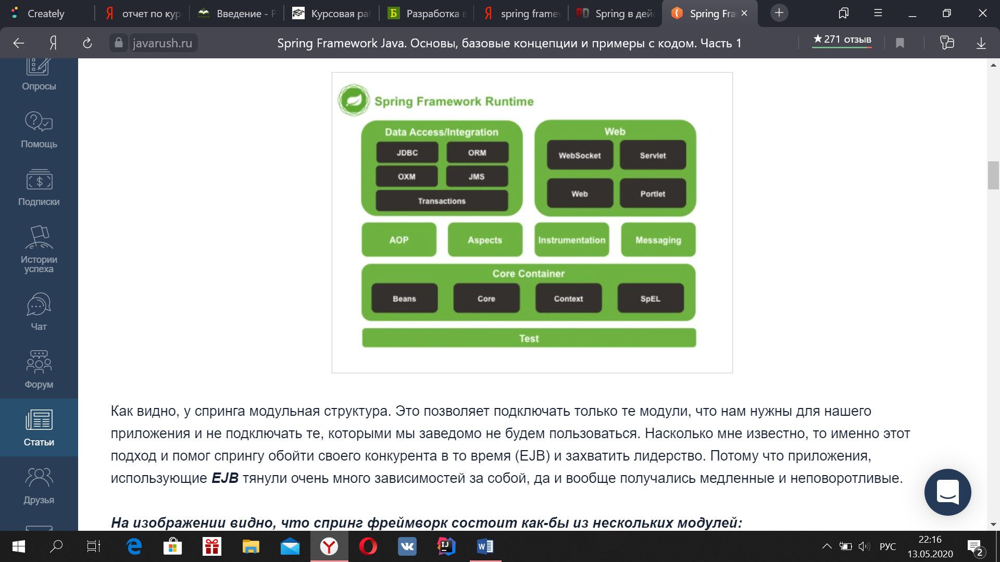 Creately
отчет по кур
Введение - Р
Курсовая ра
Б
Разработка в
spring framew
PD
Spring в дей
Spring Fra
javarush.ru
Spring Framework Java. Основы, базовые концепции и примеры с кодом. Часть 1
★ 271 отзыв
Опросы
Помощь
Подписки
Истории
успеха
Чат
Форум
Статьи
Друзья
Spring Framework Runtime
Data Access/Integration
JDBC
ORM
OXM
JMS
Transactions
Web
WebSocket
Servlet
Web
Portlet
AOP
Aspects
Instrumentation
Messaging
Core Container
Beans
Core
Context
SpEL
Test
Как видно, у спринга модульная структура. Это позволяет подключать только те модули, что нам нужны для нашего
приложения и не подключать те, которыми мы заведомо не будем пользоваться. Насколько мне известно, то именно этот
подход и помог спрингу обойти своего конкурента в то время (EJB) и захватить лидерство. Потому что приложения,
использующие EJB тянули очень много зависимостей за собой, да и вообще получались медленные и неповоротливые.
На изображении видно, что спринг фреймворк состоит как-бы из нескольких модулей:
РУС
22:16
13.05.2020
2